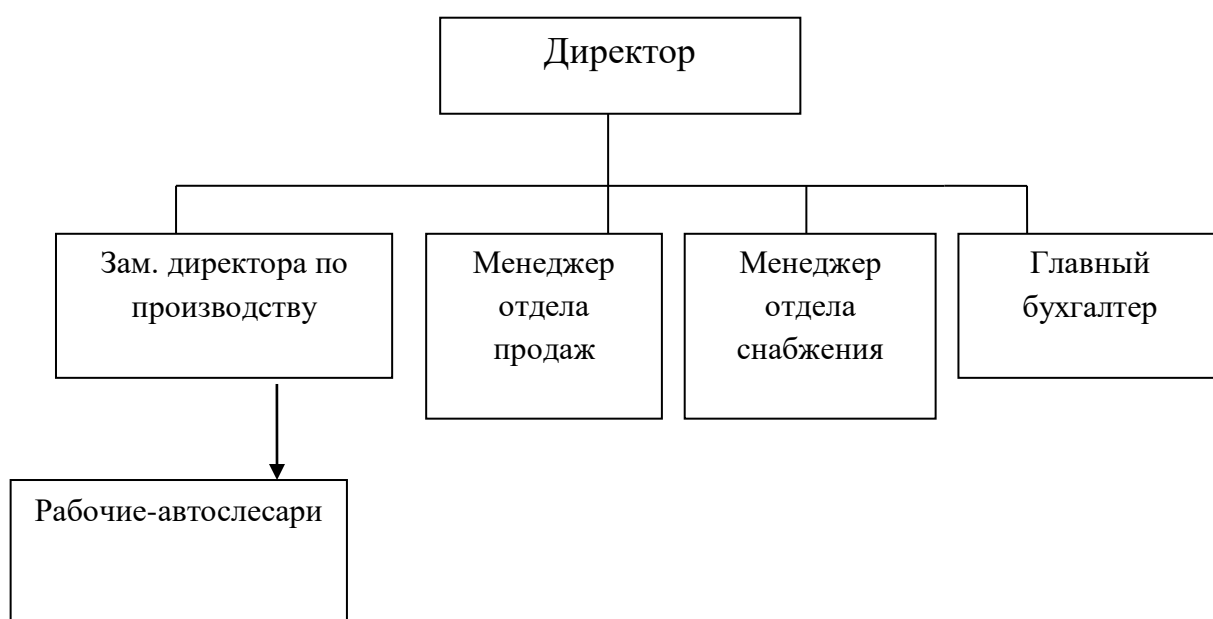 Директор
Зам. директора по
производству
Менеджер
отдела
продаж
Менеджер
отдела
снабжения
Главный
бухгалтер
Рабочие-автослесари